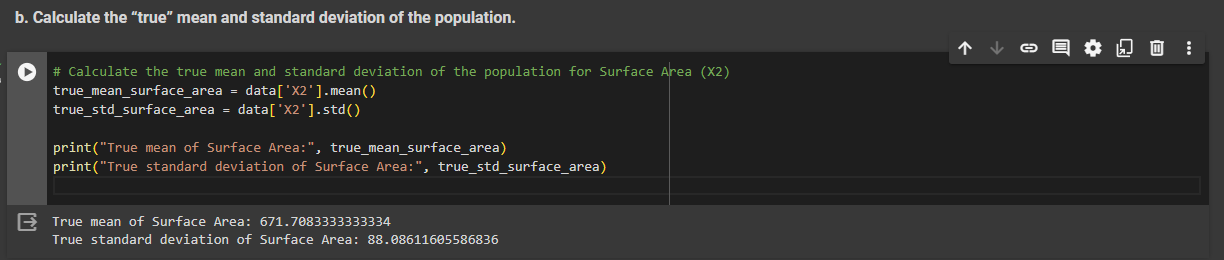 b. Calculate the “true” mean and standard deviation of the population.
# Calculate the true mean and standard deviation of the population for Surface Area (X2)
true_mean_surface_area = data['X2'].mean()
true_std_surface_area = data['X2'].std()
print("True mean of Surface Area:", true_mean_surface_area)
print("True standard deviation of Surface Area:", true_std_surface_area)
True mean of Surface Area: 671.7083333333334
True standard deviation of Surface Area: 88.08611605586836